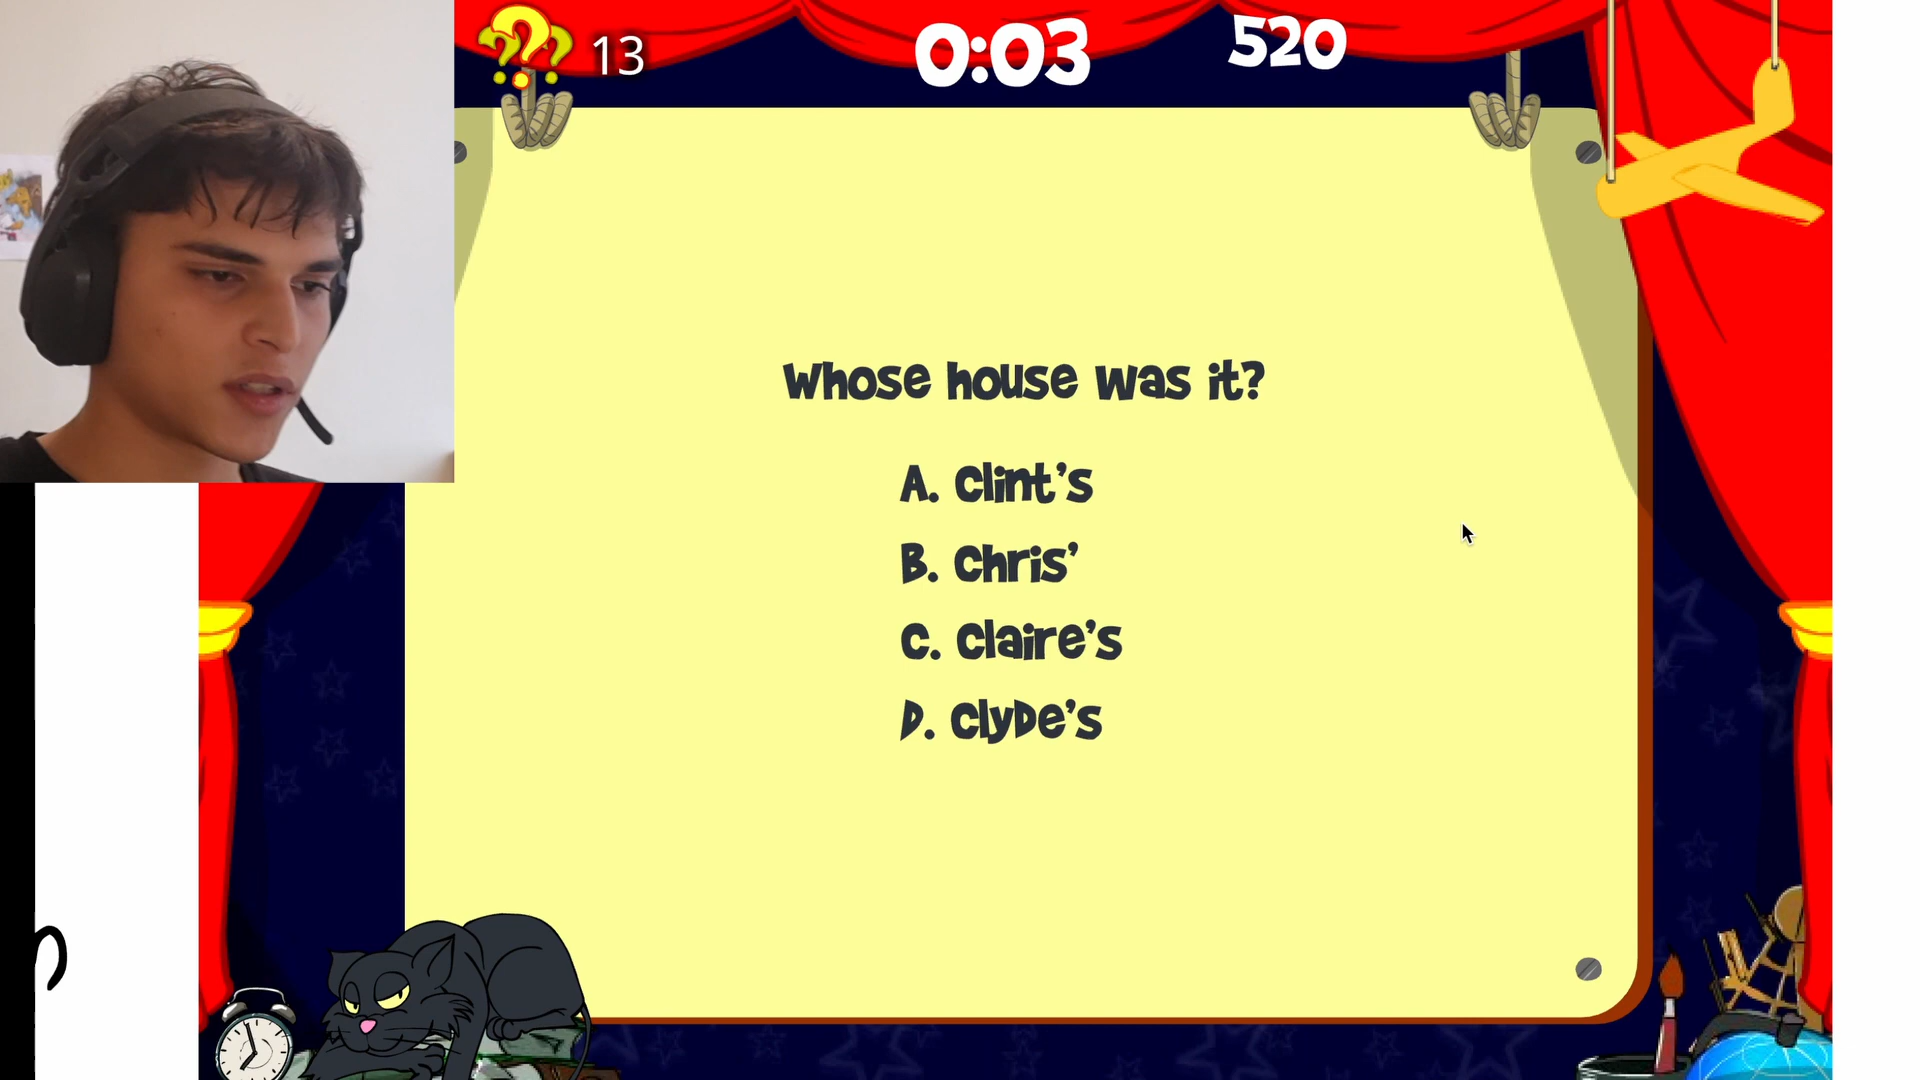 13
0:03
520
Whose house was it?
A. Clint's
B. Chris'
C. Claire's
D. Clyde's